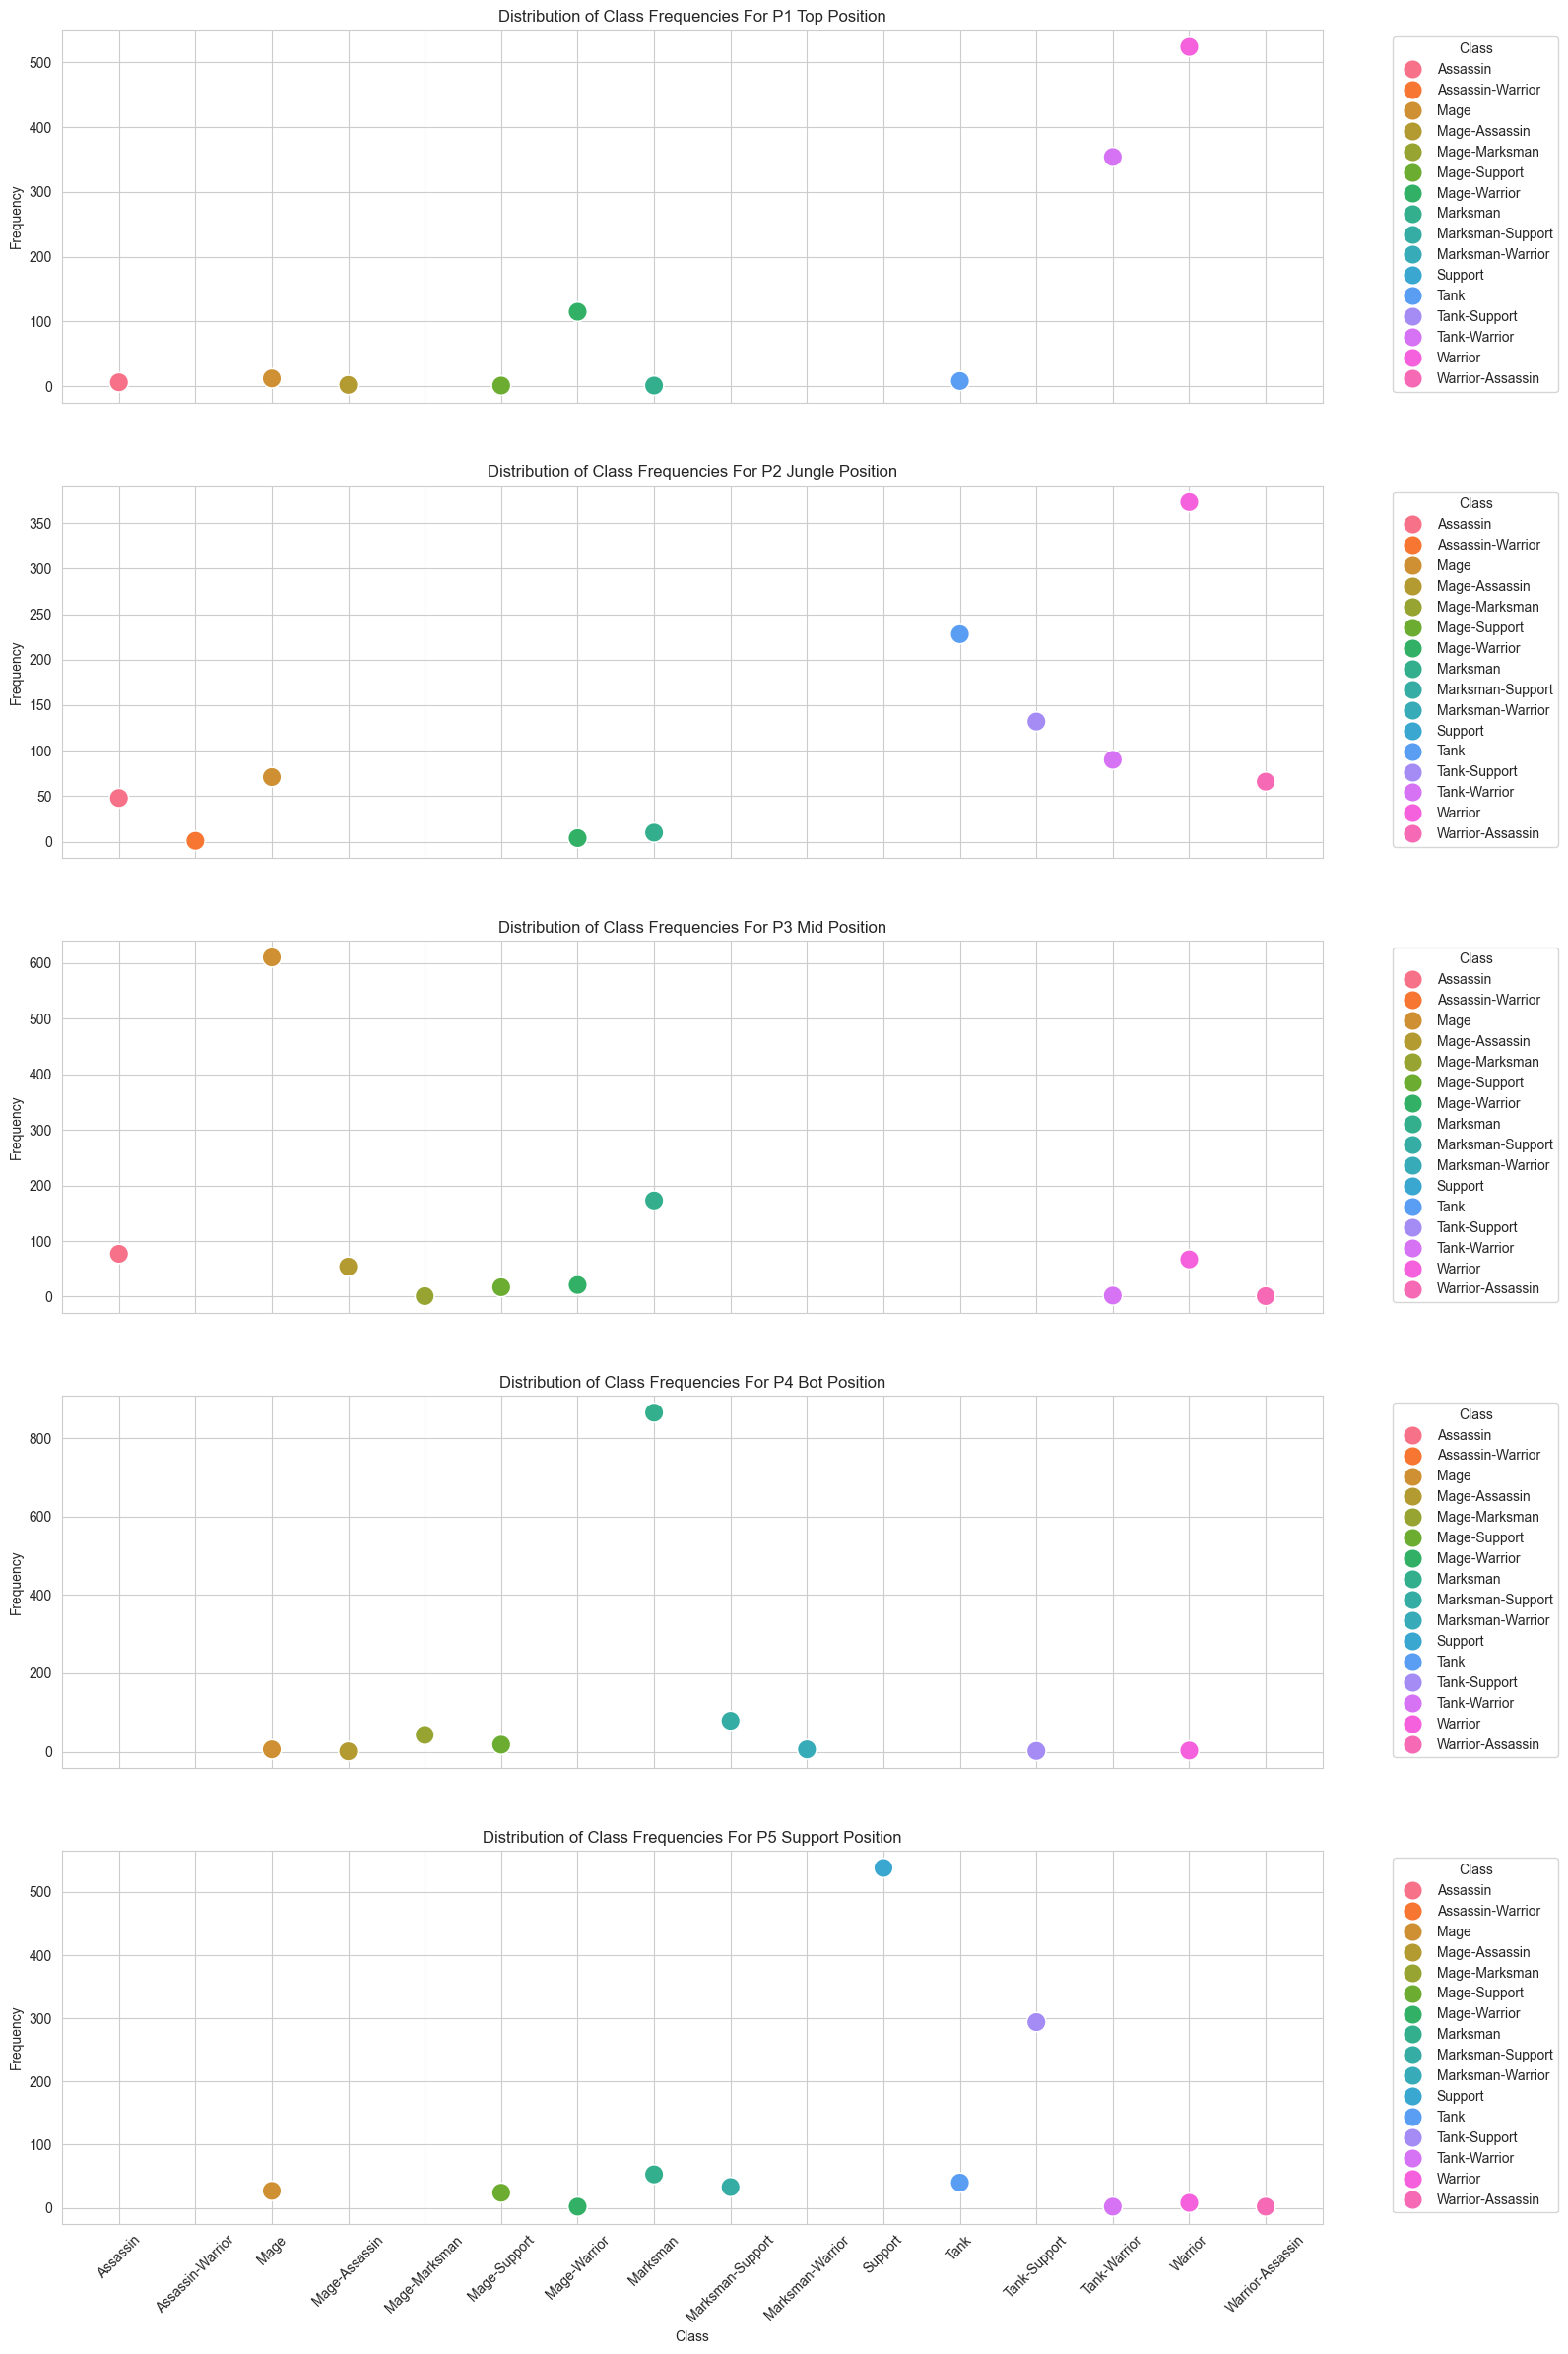 Distribution of Class Frequencies For P1 Top Position
Frequency
500
400
300
200
100
0
Class
Assassin
Assassin-Warrior
Mage
Mage-Assassin
Mage-Marksman
Mage-Support
Mage-Warrior
Marksman
Marksman-Support
Marksman-Warrior
Support
Tank
Tank-Support
Tank-Warrior
Warrior
Warrior-Assassin
Distribution of Class Frequencies For P2 Jungle Position
Frequency
350
300
250
200
150
100
50
0
Class
Assassin
Assassin-Warrior
Mage
Mage-Assassin
Mage-Marksman
Mage-Support
Mage-Warrior
Marksman
Marksman-Support
Marksman-Warrior
Support
Tank
Tank-Support
Tank-Warrior
Warrior
Warrior-Assassin
Distribution of Class Frequencies For P3 Mid Position
Frequency
600
500
400
300
200
100
0
Class
Assassin
Assassin-Warrior
Mage
Mage-Assassin
Mage-Marksman
Mage-Support
Mage-Warrior
Marksman
Marksman-Support
Marksman-Warrior
Support
Tank
Tank-Support
Tank-Warrior
Warrior
Warrior-Assassin
Distribution of Class Frequencies For P4 Bot Position
Frequency
800
600
400
200
0
Class
Assassin
Assassin-Warrior
Mage
Mage-Assassin
Mage-Marksman
Mage-Support
Mage-Warrior
Marksman
Marksman-Support
Marksman-Warrior
Support
Tank
Tank-Support
Tank-Warrior
Warrior
Warrior-Assassin
Distribution of Class Frequencies For P5 Support Position
Frequency
500
400
300
200
100
0
Class
Assassin
Assassin-Warrior
Mage
Mage-Assassin
Mage-Marksman
Mage-Support
Mage-Warrior
Marksman
Marksman-Support
Marksman-Warrior
Support
Tank
Tank-Support
Tank-Warrior
Warrior
Warrior-Assassin
Assassin
Assassin-Warrior
Mage
Mage-Assassin
Mage-Marksman
Mage-Support
Mage-Warrior
Marksman
Marksman-Support
Marksman-Warrior
Support
Tank
Tank-Support
Tank-Warrior
Warrior
Warrior-Assassin
Class